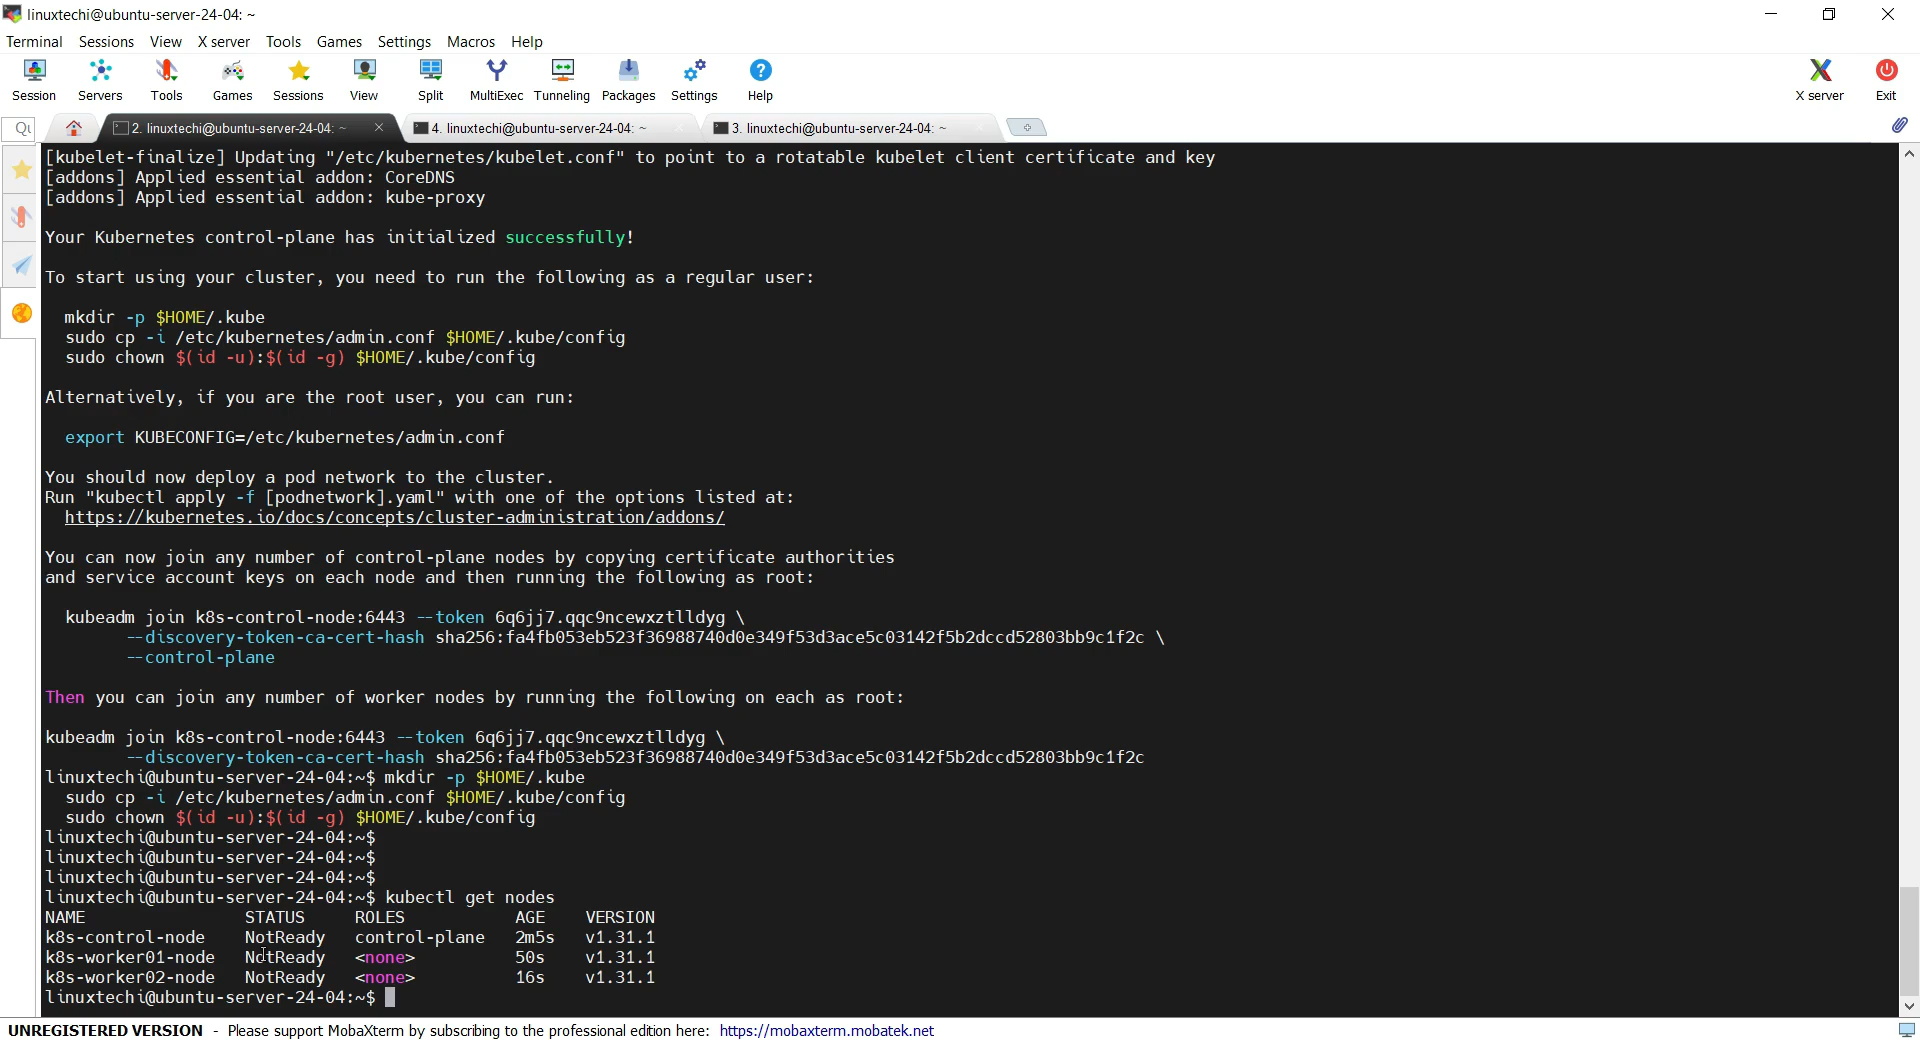 linuxtechi@ubuntu-server-24-04: ~
Terminal Sessions View X server Tools Games Settings Macros Help
Session Servers Tools Games Sessions View Split MultiExec Tunneling Packages Settings Help X server Exit
2. linuxtechi@ubuntu-server-24-04: ~ 4. linuxtechi@ubuntu-server-24-04: ~ 3. linuxtechi@ubuntu-server-24-04: ~
[kubelet-finalize] Updating "/etc/kubernetes/kubelet.conf" to point to a rotatable kubelet client certificate and key
[addons] Applied essential addon: CoreDNS
[addons] Applied essential addon: kube-proxy
Your Kubernetes control-plane has initialized successfully!
To start using your cluster, you need to run the following as a regular user:
mkdir -p $HOME/.kube
sudo cp -i /etc/kubernetes/admin.conf $HOME/.kube/config
sudo chown $(id -u):$(id -g) $HOME/.kube/config
Alternatively, if you are the root user, you can run:
export KUBECONFIG=/etc/kubernetes/admin.conf
You should now deploy a pod network to the cluster.
Run "kubectl apply -f [podnetwork].yaml" with one of the options listed at:
https://kubernetes.io/docs/concepts/cluster-administration/addons/
You can now join any number of control-plane nodes by copying certificate authorities
and service account keys on each node and then running the following as root:
kubeadm join k8s-control-node:6443 --token 6q6jj7.qqc9ncewxztlldyg \
--discovery-token-ca-cert-hash sha256:fa4fb053eb523f36988740d0e349f53d3ace5c03142f5b2dccd52803bb9c1f2c \
--control-plane
Then you can join any number of worker nodes by running the following on each as root:
kubeadm join k8s-control-node:6443 --token 6q6jj7.qqc9ncewxztlldyg \
--discovery-token-ca-cert-hash sha256:fa4fb053eb523f36988740d0e349f53d3ace5c03142f5b2dccd52803bb9c1f2c
linuxtechi@ubuntu-server-24-04:~$ mkdir -p $HOME/.kube
sudo cp -i /etc/kubernetes/admin.conf $HOME/.kube/config
sudo chown $(id -u):$(id -g) $HOME/.kube/config
linuxtechi@ubuntu-server-24-04:~$
linuxtechi@ubuntu-server-24-04:~$
linuxtechi@ubuntu-server-24-04:~$
linuxtechi@ubuntu-server-24-04:~$ kubectl get nodes
NAME STATUS ROLES AGE VERSION
k8s-control-node NotReady control-plane 2m5s v1.31.1
k8s-worker01-node NotReady <none> 50s v1.31.1
k8s-worker02-node NotReady <none> 16s v1.31.1
linuxtechi@ubuntu-server-24-04:~$
UNREGISTERED VERSION - Please support MobaXterm by subscribing to the professional edition here: https://mobaxterm.mobatek.net